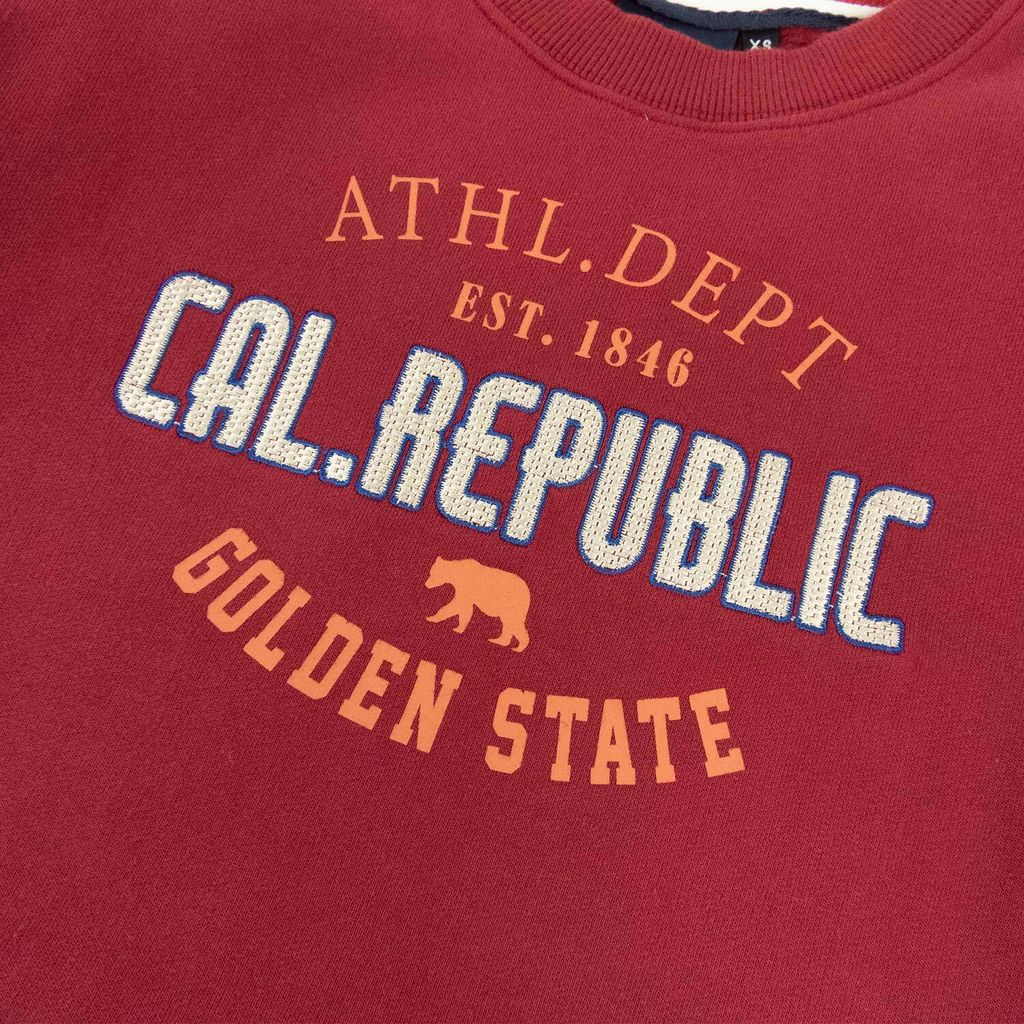 XS
ATHL.DEPT
EST. 1846
CAL.REPUBLIC
GOLDEN STATE